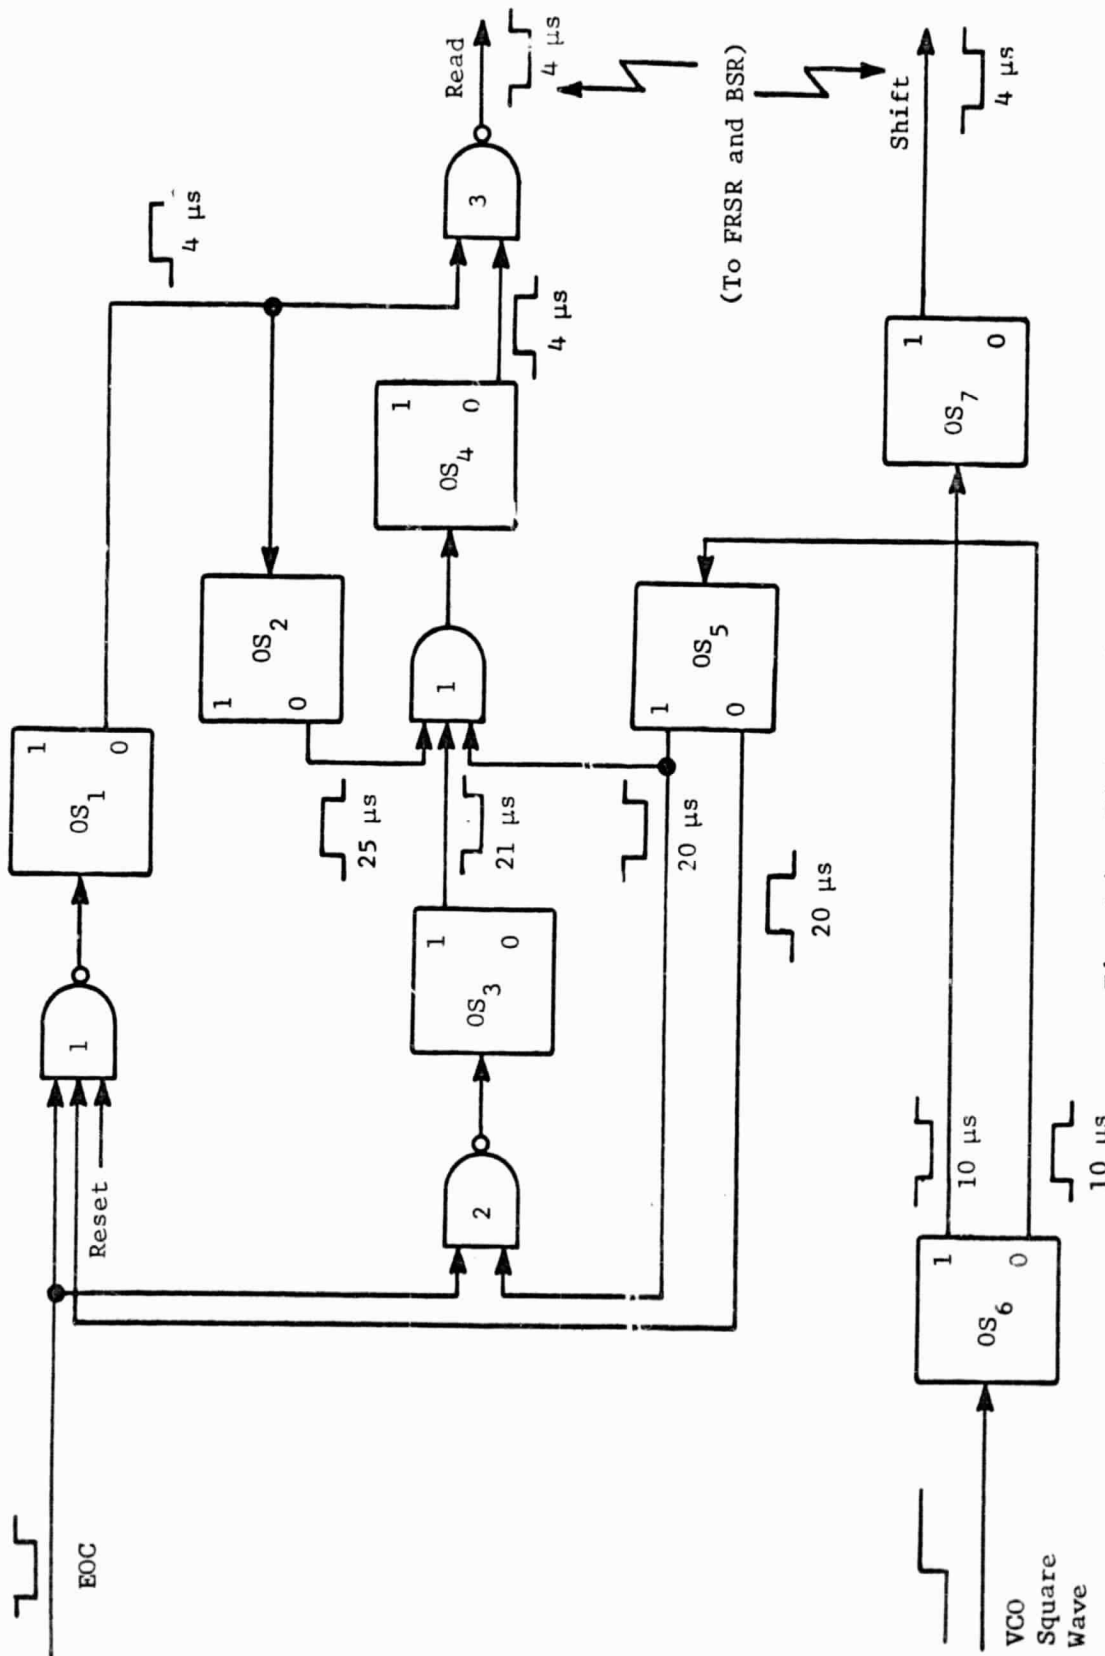 EOC
Reset
1
OS1
1
0
4 μs
OS2
1
0
25 μs
2
OS3
1
0
21 μs
1
OS4
1
0
4 μs
3
Read
4 μs
20 μs
OS5
1
0
20 μs
(To FRSR and BSR)
VCO
Square
Wave
OS6
1
0
10 μs
10 μs
OS7
1
0
Shift
4 μs